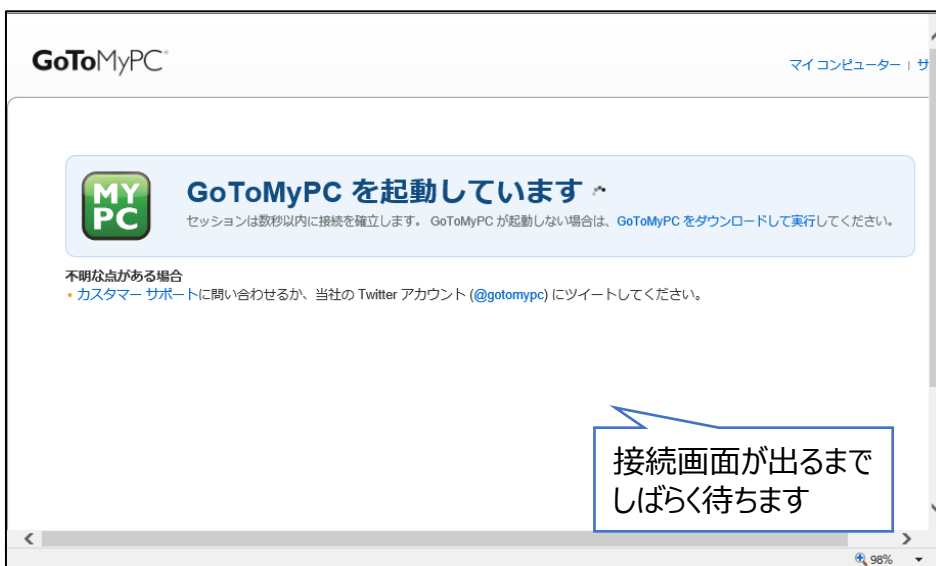 GoToMyPC
マイ コンピューター | サ
MY
PC
GoToMyPC を起動しています
セッションは数秒以内に接続を確立します。 GoToMyPC が起動しない場合は、GoToMyPC をダウンロードして実行してください。
不明な点がある場合
• カスタマー サポートに問い合わせるか、当社の Twitter アカウント (@gotomypc) にツイートしてください。
接続画面が出るまで
しばらく待ちます
98%